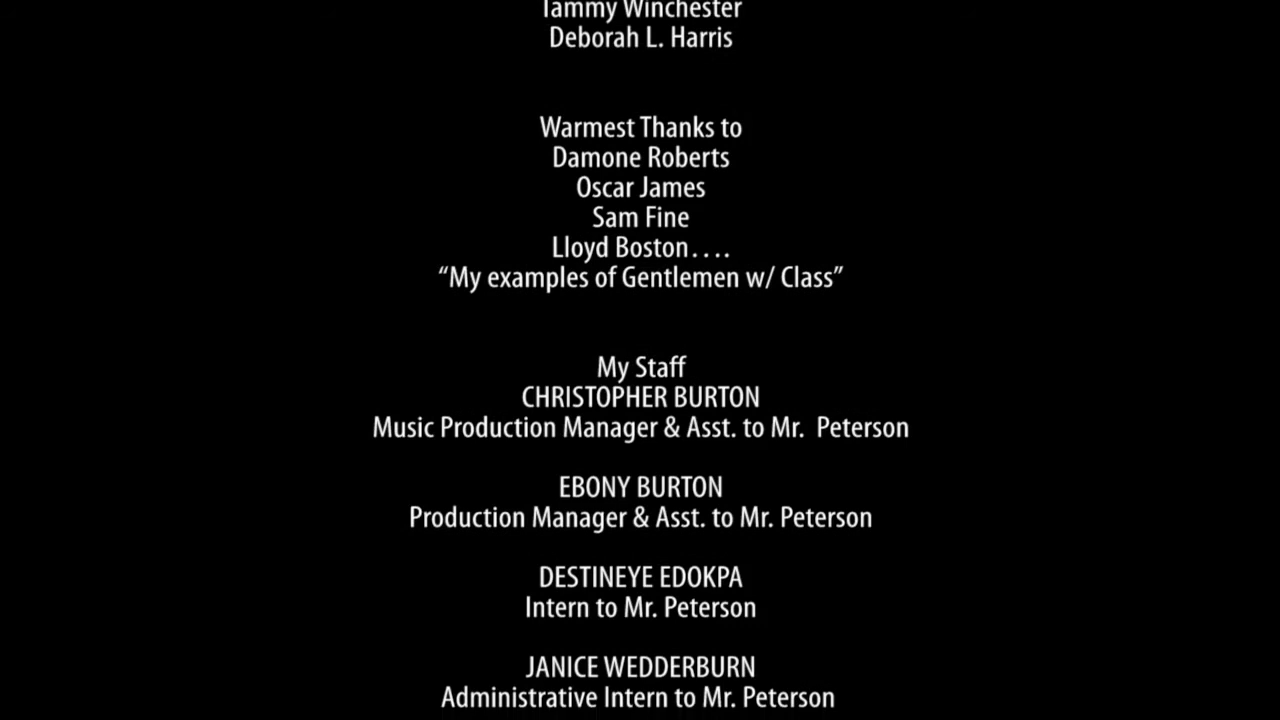 Tammy Winchester
Deborah L. Harris
Warmest Thanks to
Damone Roberts
Oscar James
Sam Fine
Lloyd Boston....
“My examples of Gentlemen w/ Class”
My Staff
CHRISTOPHER BURTON
Music Production Manager & Asst. to Mr.  Peterson
EBONY BURTON
Production Manager & Asst. to Mr. Peterson
DESTINEYE EDOKPA
Intern to Mr. Peterson
JANICE WEDDERBURN
Administrative Intern to Mr. Peterson